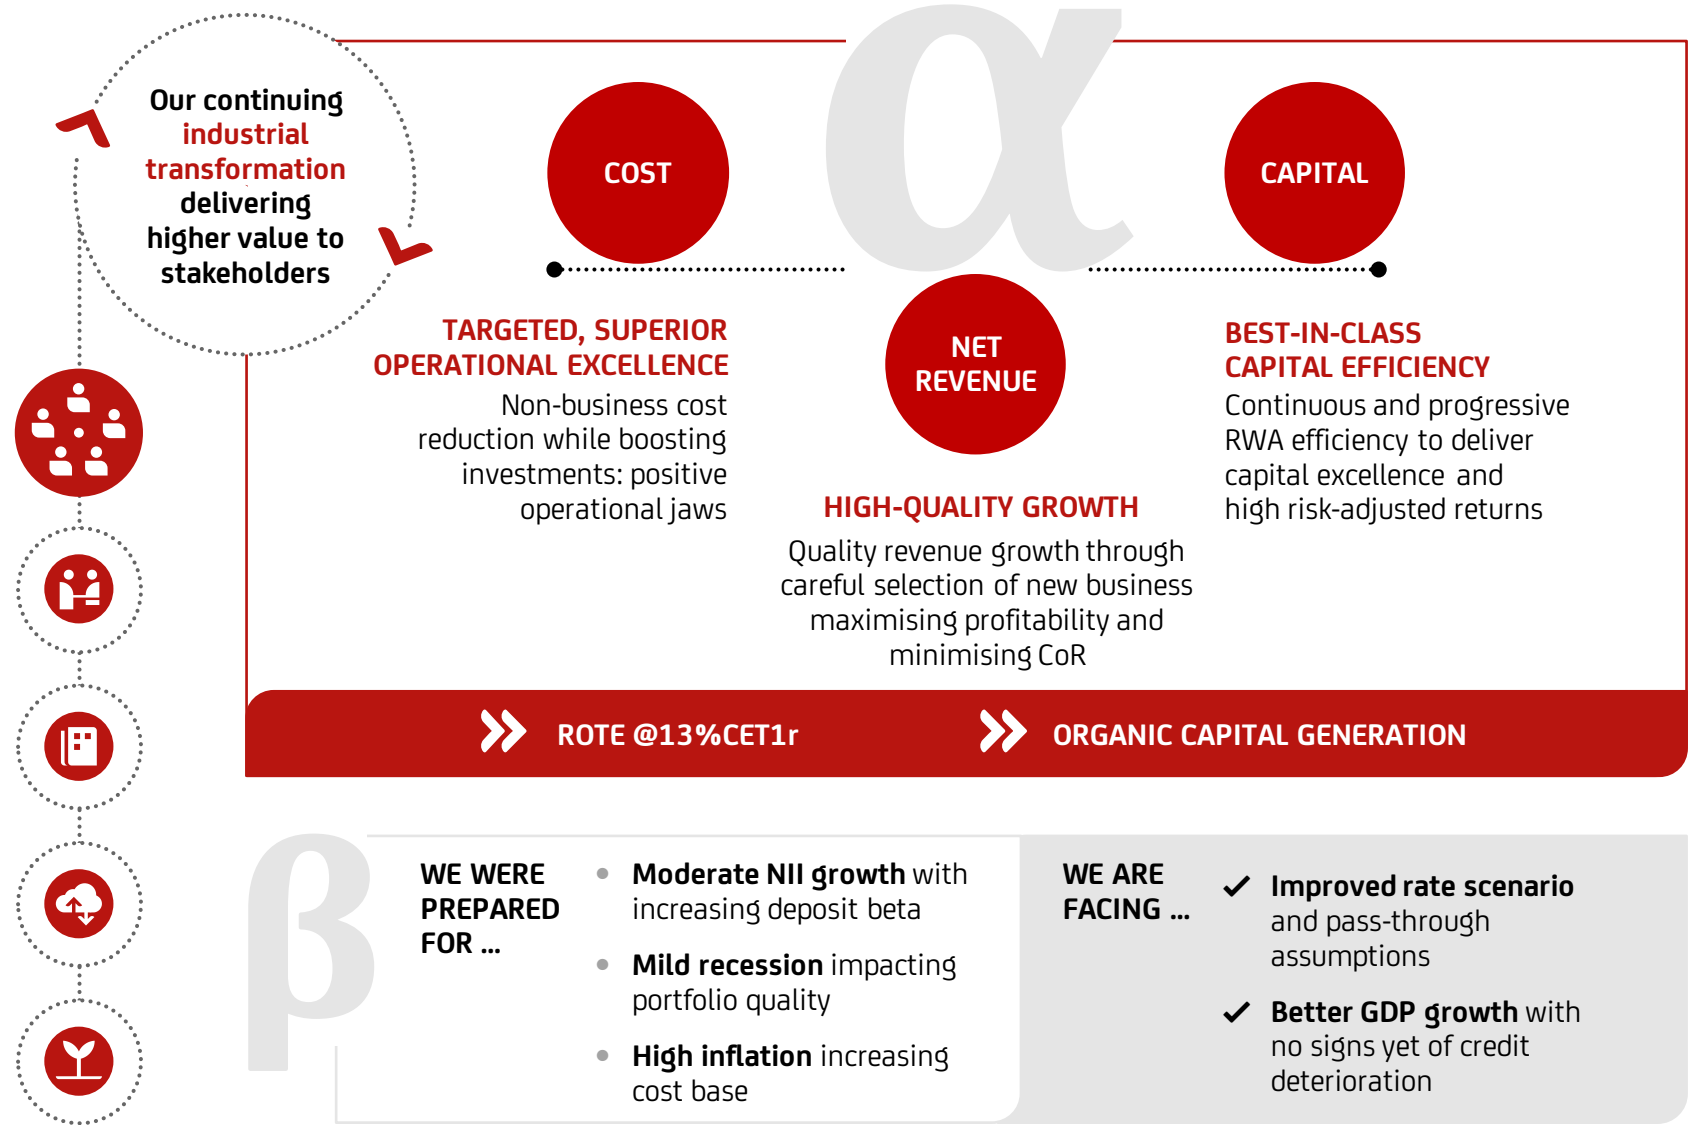 Our continuing
industrial
transformation
delivering
higher value to
stakeholders
α
COST
CAPITAL
NET
REVENUE
TARGETED, SUPERIOR
OPERATIONAL EXCELLENCE
Non-business cost
reduction while boosting
investments: positive
operational jaws
HIGH-QUALITY GROWTH
Quality revenue growth through
careful selection of new business
maximising profitability and
minimising CoR
BEST-IN-CLASS
CAPITAL EFFICIENCY
Continuous and progressive
RWA efficiency to deliver
capital excellence and
high risk-adjusted returns
ROTE @13%CET1r
ORGANIC CAPITAL GENERATION
β
WE WERE
PREPARED
FOR ...
Moderate NII growth with
increasing deposit beta
Mild recession impacting
portfolio quality
High inflation increasing
cost base
WE ARE
FACING ...
Improved rate scenario
and pass-through
assumptions
Better GDP growth with
no signs yet of credit
deterioration